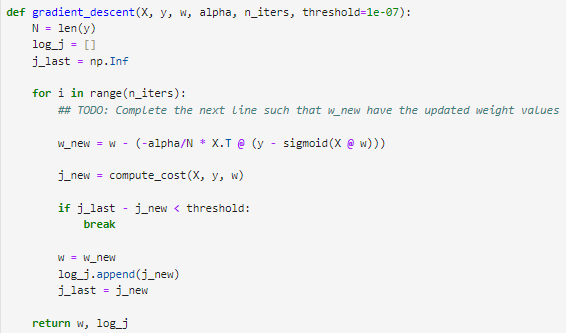 def gradient_descent(X, y, w, alpha, n_iters, threshold=1e-07):
    N = len(y)
    log_j = []
    j_last = np.Inf
    for i in range(n_iters):
        ## TODO: Complete the next line such that w_new have the updated weight values
        w_new = w - (-alpha/N * X.T @ (y - sigmoid(X @ w)))
        j_new = compute_cost(X, y, w)
        if j_last - j_new < threshold:
            break
        w = w_new
        log_j.append(j_new)
        j_last = j_new
    return w, log_j